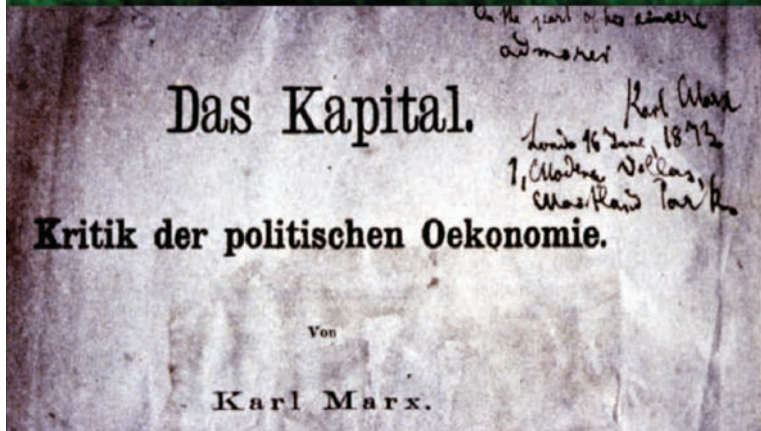 On the part of his sincere
admirer
Karl Marx
London 16 June, 1873
1, Modena Villas,
Maitland Park
Das Kapital.
Kritik der politischen Oekonomie.
Von
Karl Marx.